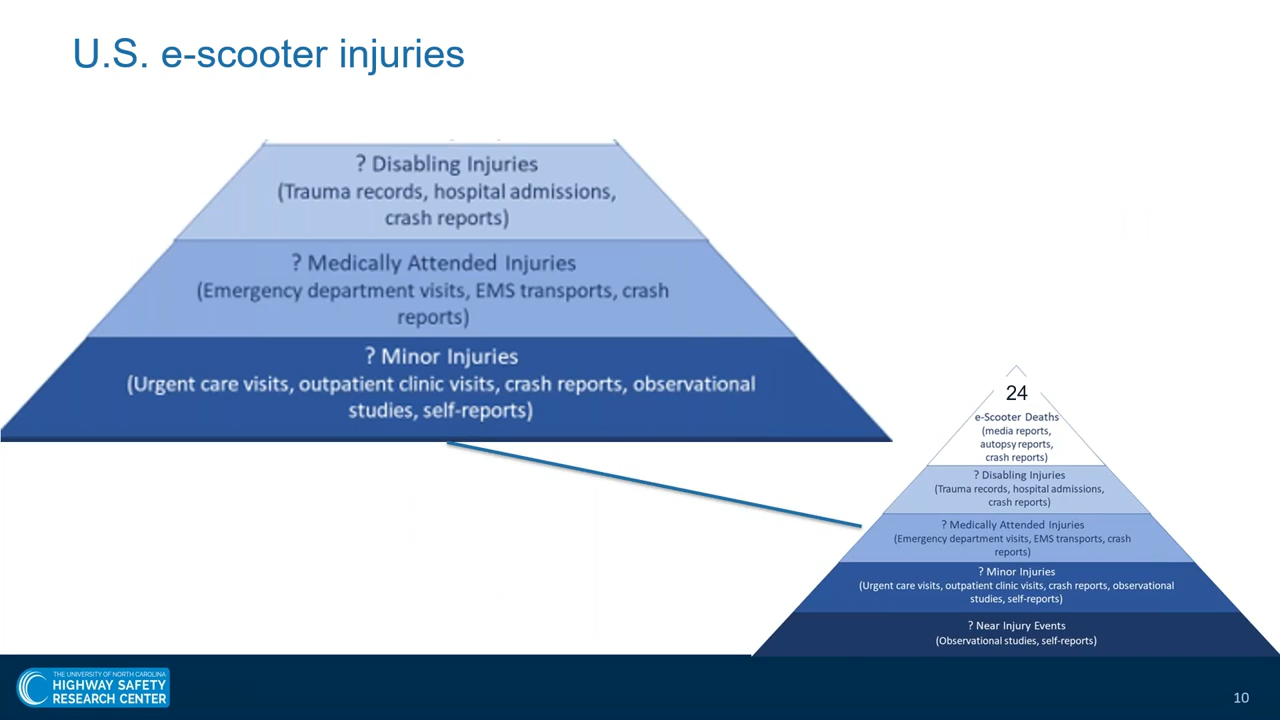 U.S. e-scooter injuries
? Disabling Injuries
(Trauma records, hospital admissions,
crash reports)
? Medically Attended Injuries
(Emergency department visits, EMS transports, crash
reports)
? Minor Injuries
(Urgent care visits, outpatient clinic visits, crash reports, observational
studies, self-reports)
24
e-Scooter Deaths
(media reports,
autopsy reports,
crash reports)
? Disabling Injuries
(Trauma records, hospital admissions,
crash reports)
? Medically Attended Injuries
(Emergency department visits, EMS transports, crash
reports)
? Minor Injuries
(Urgent care visits, outpatient clinic visits, crash reports, observational
studies, self-reports)
? Near Injury Events
(Observational studies, self-reports)
THE UNIVERSITY OF NORTH CAROLINA
HIGHWAY SAFETY
RESEARCH CENTER
10